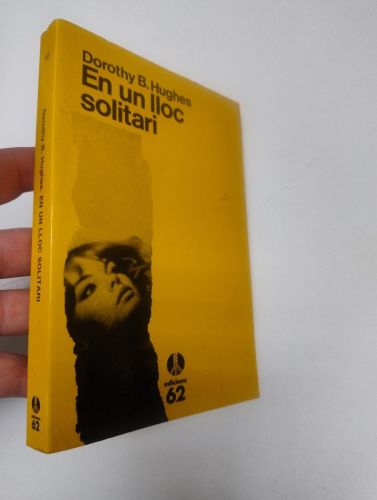 Dorothy B. Hughes
En un lloc
solitari
edicions
62
Dorothy B. Hughes. EN UN LLOC SOLITARI
62